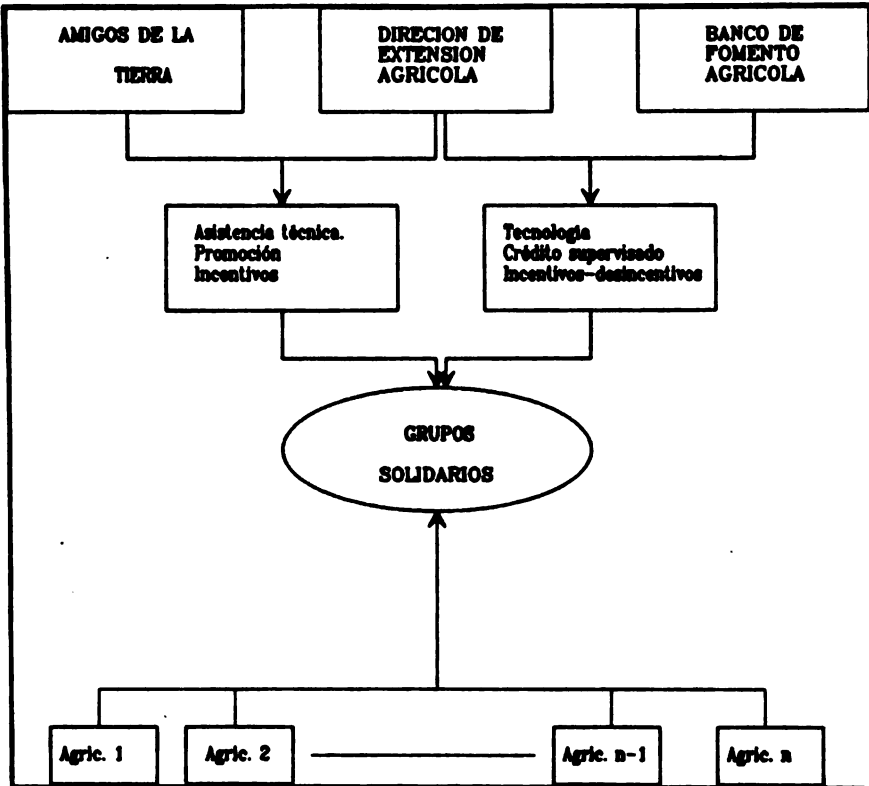 AMIGOS DE LA
TIERRA
DIRECION DE
EXTENSION
AGRICOLA
BANCO DE
FOMENTO
AGRICOLA
Asistencia técnica.
Promoción
Incentivos
Tecnología
Crédito supervisado
Incentivos-desincentivos
GRUPOS
SOLIDARIOS
Agric. 1
Agric. 2
Agric. n-1
Agric. n